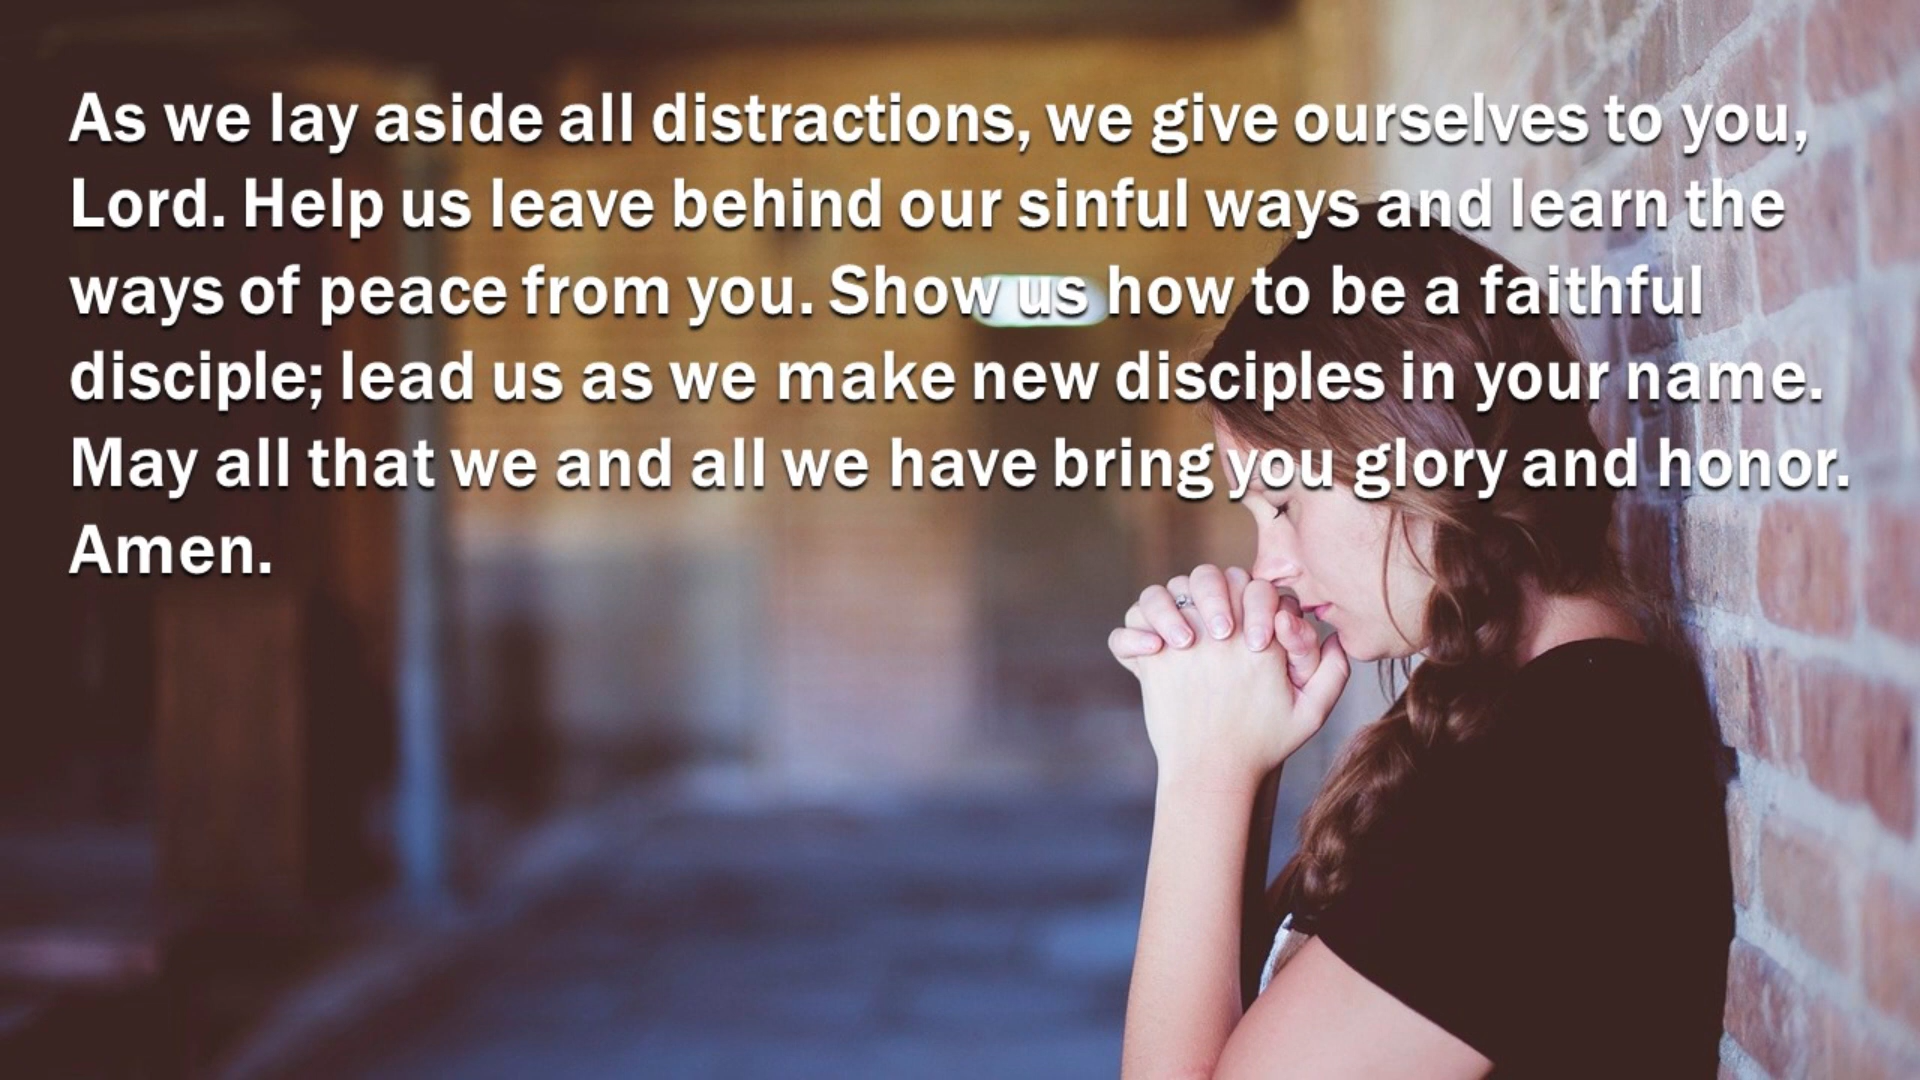 As we lay aside all distractions, we give ourselves to you,
Lord. Help us leave behind our sinful ways and learn the
ways of peace from you. Show us how to be a faithful
disciple; lead us as we make new disciples in your name.
May all that we and all we have bring you glory and honor.
Amen.